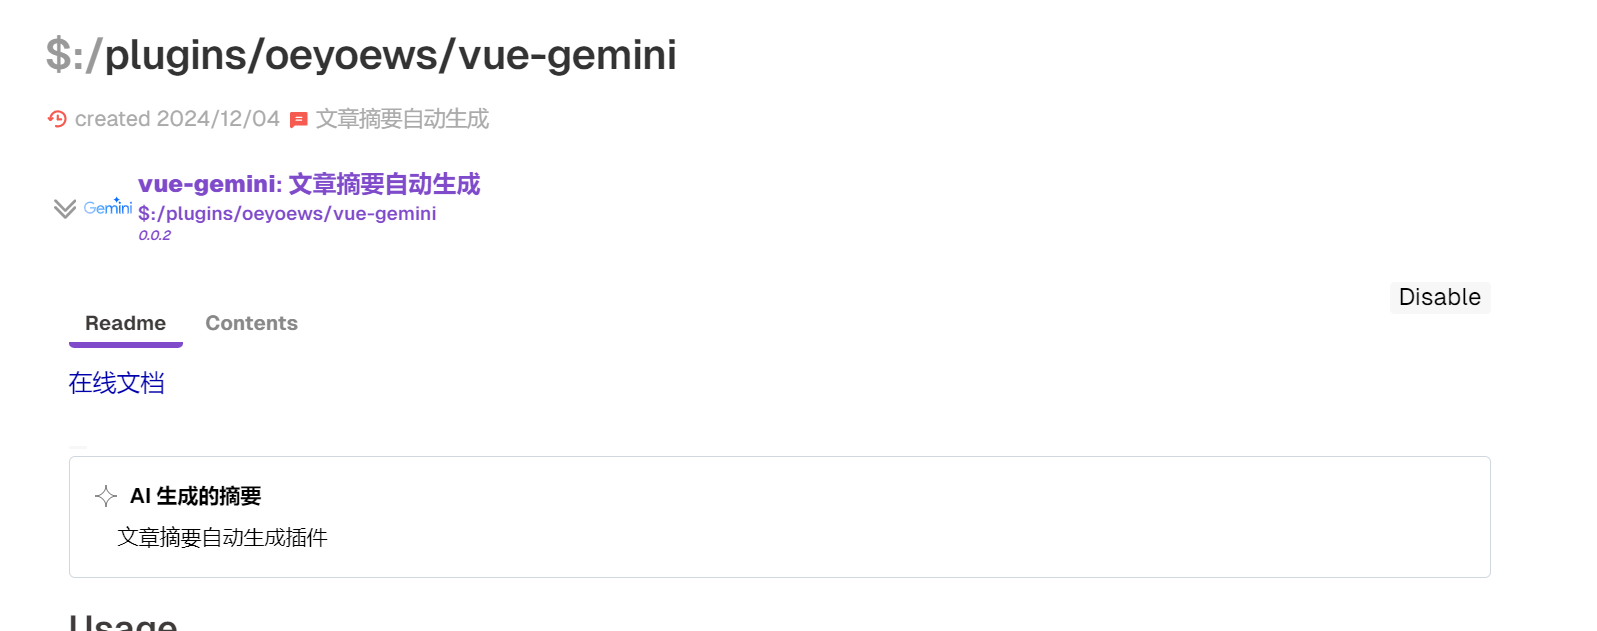 $:/plugins/oeyoews/vue-gemini
created 2024/12/04 文章摘要自动生成
vue-gemini: 文章摘要自动生成
Gemini $:/plugins/oeyoews/vue-gemini
0.0.2
Disable
Readme Contents
在线文档
AI 生成的摘要
文章摘要自动生成插件
Usage